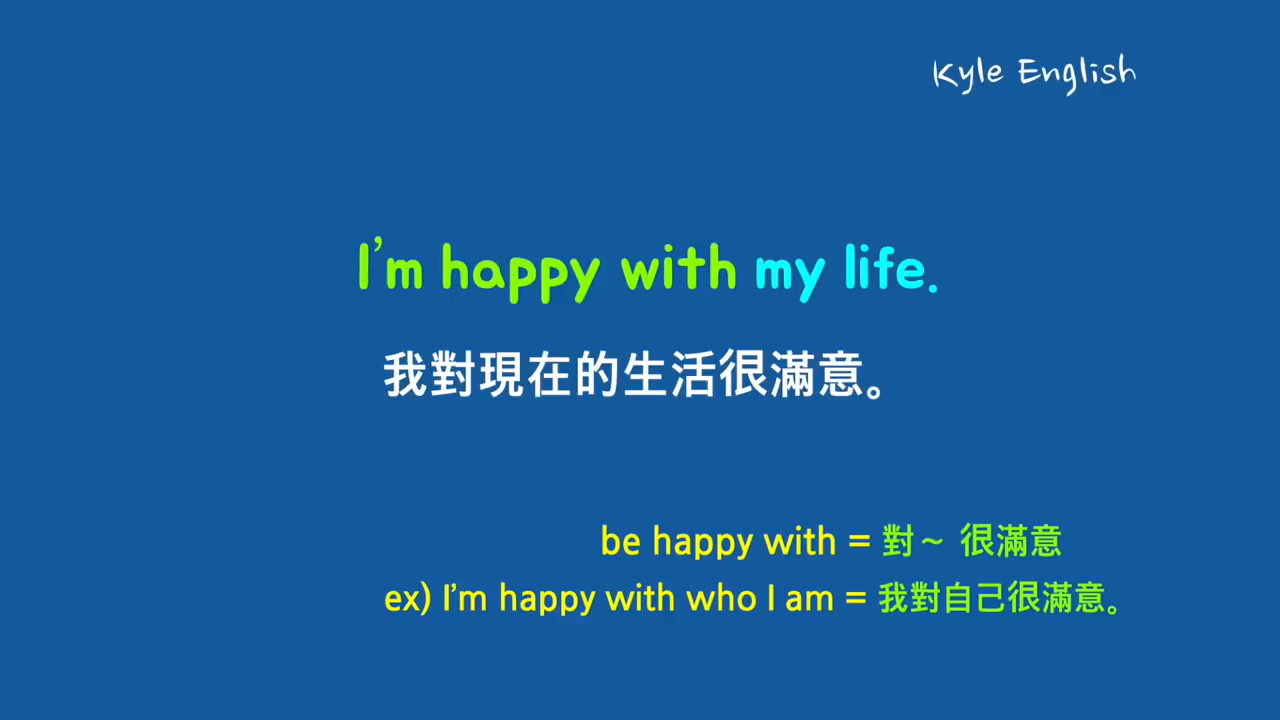 Kyle English
I'm happy with my life.
我對現在的生活很滿意。
be happy with = 對~ 很滿意
ex) I'm happy with who I am = 我對自己很滿意。